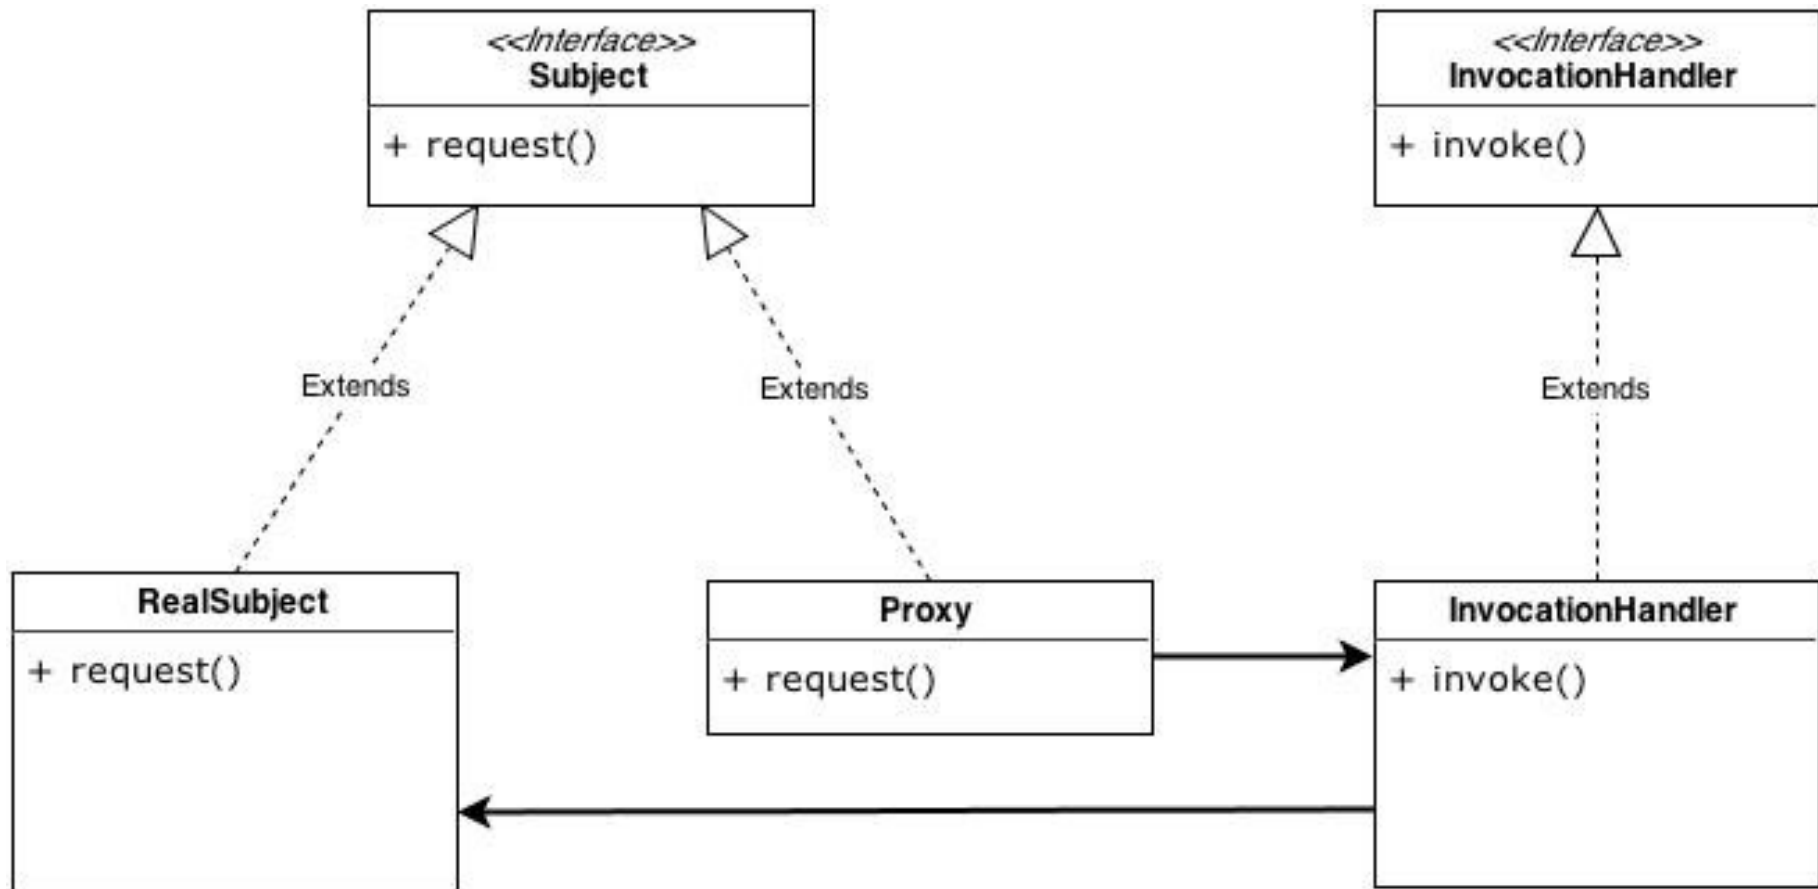 <<Interface>>
Subject
+ request()
<<Interface>>
InvocationHandler
+ invoke()
Extends
Extends
Extends
RealSubject
+ request()
Proxy
+ request()
InvocationHandler
+ invoke()